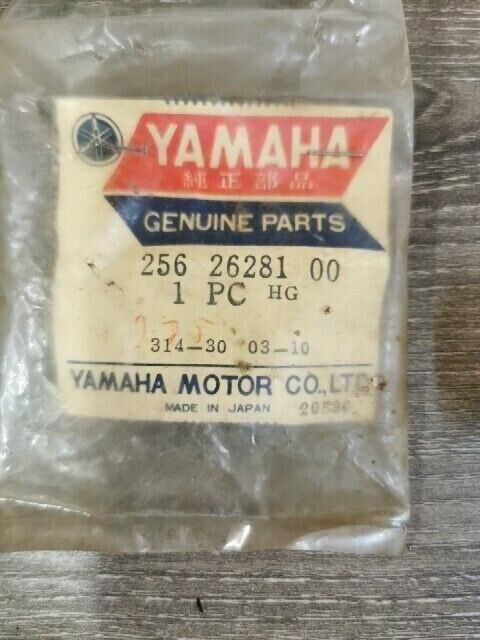 YAMAHA
純正部品
GENUINE PARTS
256 26281 00
1 PC HG
335
314-30 03-10
YAMAHA MOTOR CO., LTD
MADE IN JAPAN